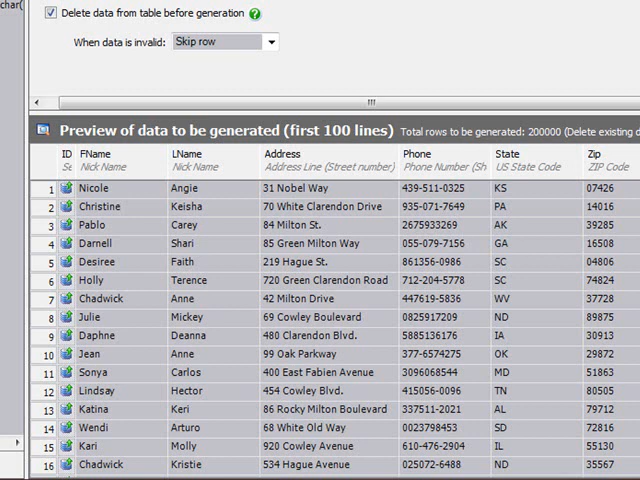 char(
Delete data from table before generation
When data is invalid: Skip row
Preview of data to be generated (first 100 lines) Total rows to be generated: 200000 (Delete existing d
ID FName LName Address Phone State Zip
Se Nick Name Nick Name Address Line (Street number) Phone Number (Sh US State Code ZIP Code
1 Nicole Angie 31 Nobel Way 439-511-0325 KS 07426
2 Christine Keisha 70 White Clarendon Drive 935-071-7649 PA 14016
3 Pablo Carey 84 Milton St. 2675933269 AK 39285
4 Darnell Shari 85 Green Milton Way 055-079-7156 GA 16508
5 Desiree Faith 219 Hague St. 861356-0986 SC 04806
6 Holly Terence 720 Green Clarendon Road 712-204-5778 SC 74824
7 Chadwick Anne 42 Milton Drive 447619-5836 WV 37728
8 Julie Mickey 69 Cowley Boulevard 0825917209 ND 89875
9 Daphne Deanna 480 Clarendon Blvd. 5885136176 IA 30913
10 Jean Anne 99 Oak Parkway 377-6574275 OK 29872
11 Sonya Carlos 400 East Fabien Avenue 3096068544 MD 51863
12 Lindsay Hector 454 Cowley Blvd. 415056-0096 TN 80505
13 Katina Keri 86 Rocky Milton Boulevard 337511-2021 AL 79712
14 Wendi Arturo 68 White Old Way 0023798453 SD 72816
15 Kari Molly 920 Cowley Avenue 610-476-2904 IL 55130
16 Chadwick Kristie 534 Hague Avenue 025072-6488 ND 35567